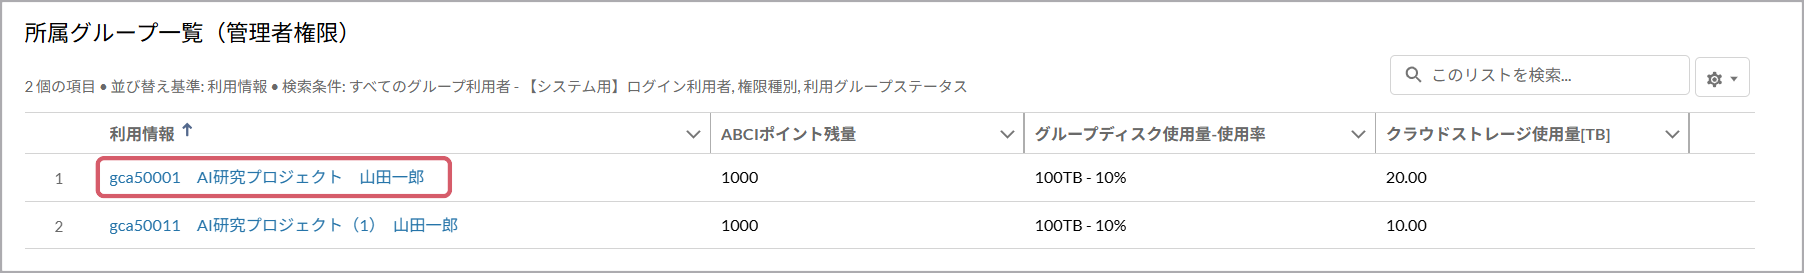 所属グループ一覧（管理者権限）
2 個の項目 • 並び替え基準: 利用情報 • 検索条件: すべてのグループ利用者 - 【システム用】ログイン利用者, 権限種別, 利用グループステータス
このリストを検索...
利用情報 ↑ ABCIポイント残量 グループディスク使用量-使用率 クラウドストレージ使用量[TB]
1 gca50001　AI研究プロジェクト　山田一郎 1000 100TB - 10% 20.00
2 gca50011　AI研究プロジェクト（1）　山田一郎 1000 100TB - 10% 10.00